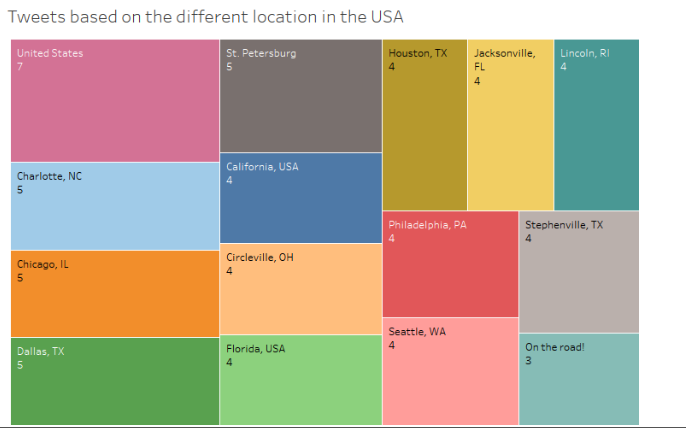 Tweets based on the different location in the USA
United States
7
Charlotte, NC
5
Chicago, IL
5
Dallas, TX
5
St. Petersburg
5
California, USA
4
Circleville, OH
4
Florida, USA
4
Houston, TX
4
Jacksonville,
FL
4
Lincoln, RI
4
Philadelphia, PA
4
Seattle, WA
4
Stephenville, TX
4
On the road!
3